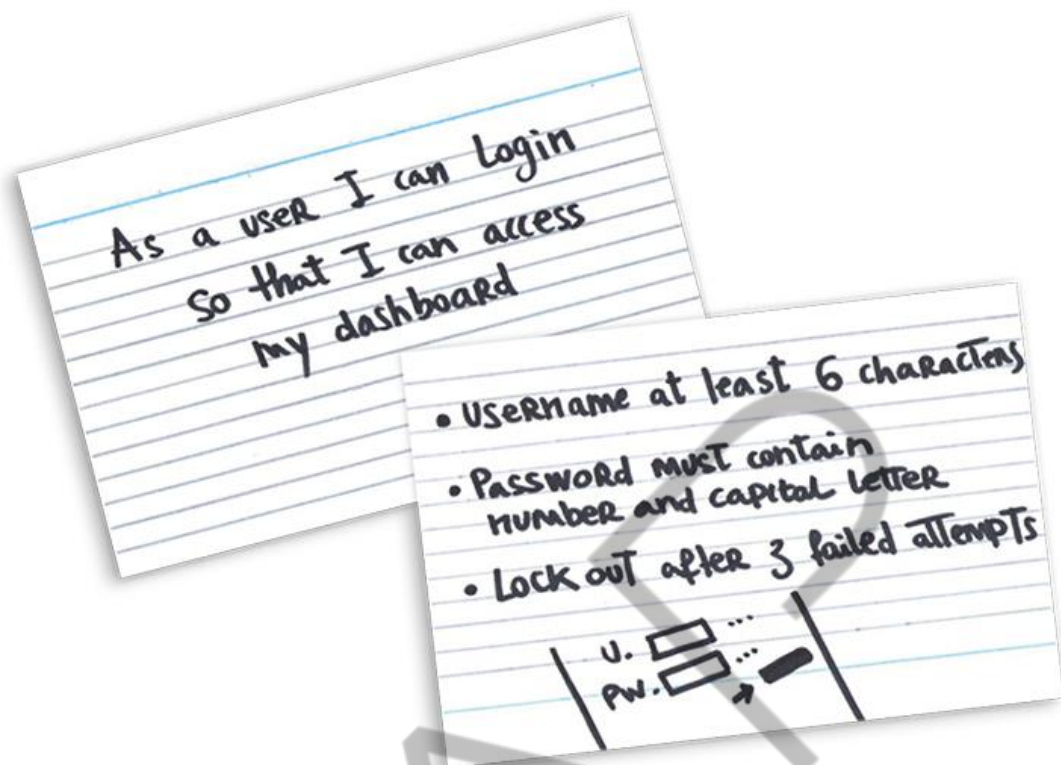 As a user I can Login
so that I can access
my dashboard
• Username at least 6 characters
• Password must contain
number and capital letter
• Lock out after 3 failed attempts
U. ...
PW. ...